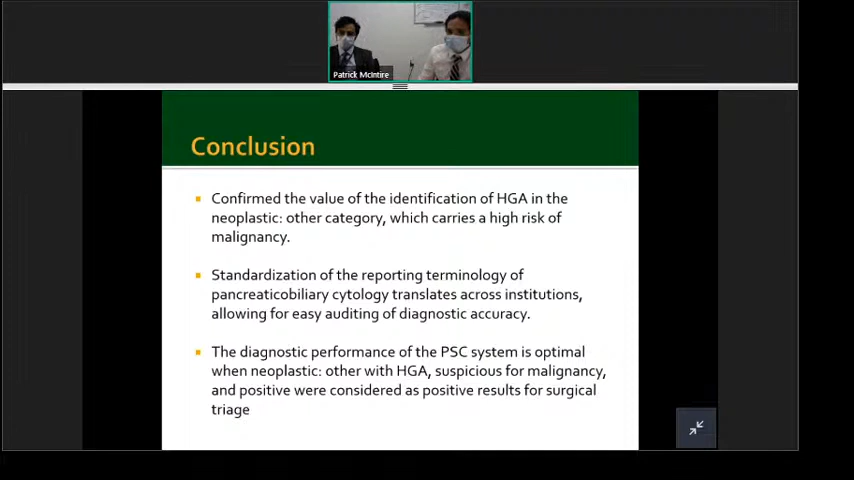 Patrick McIntire
Conclusion
Confirmed the value of the identification of HGA in the
neoplastic: other category, which carries a high risk of
malignancy.
Standardization of the reporting terminology of
pancreaticobiliary cytology translates across institutions,
allowing for easy auditing of diagnostic accuracy.
The diagnostic performance of the PSC system is optimal
when neoplastic: other with HGA, suspicious for malignancy,
and positive were considered as positive results for surgical
triage